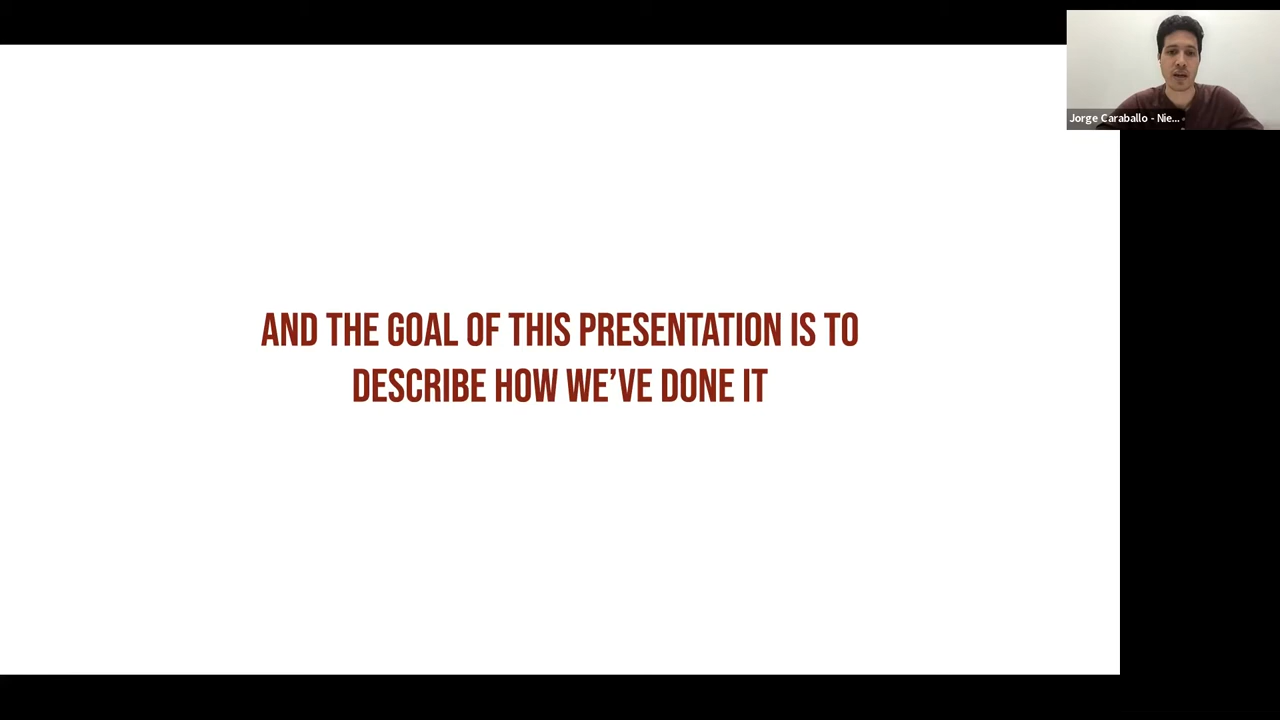 Jorge Caraballo - Nie...
AND THE GOAL OF THIS PRESENTATION IS TO
DESCRIBE HOW WE’VE DONE IT